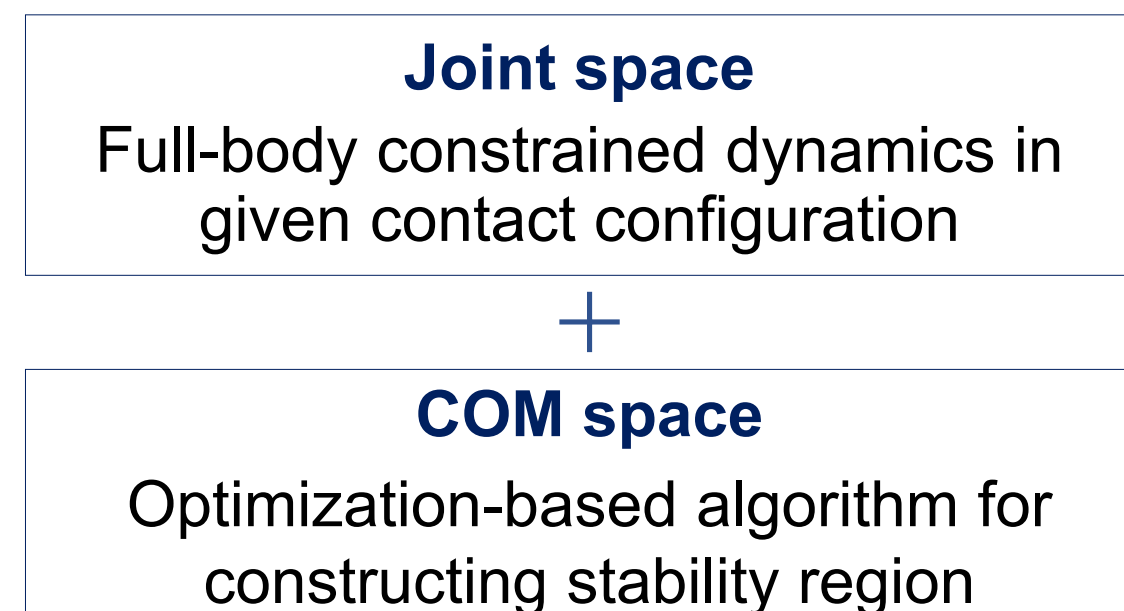 Joint space
Full-body constrained dynamics in
given contact configuration
+
COM space
Optimization-based algorithm for
constructing stability region